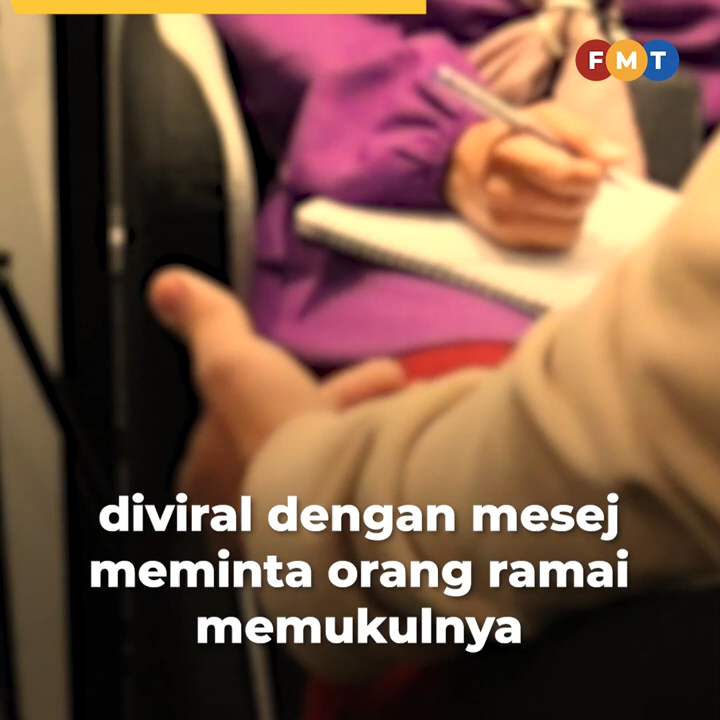 FMT
diviral dengan mesej
meminta orang ramai
memukulnya